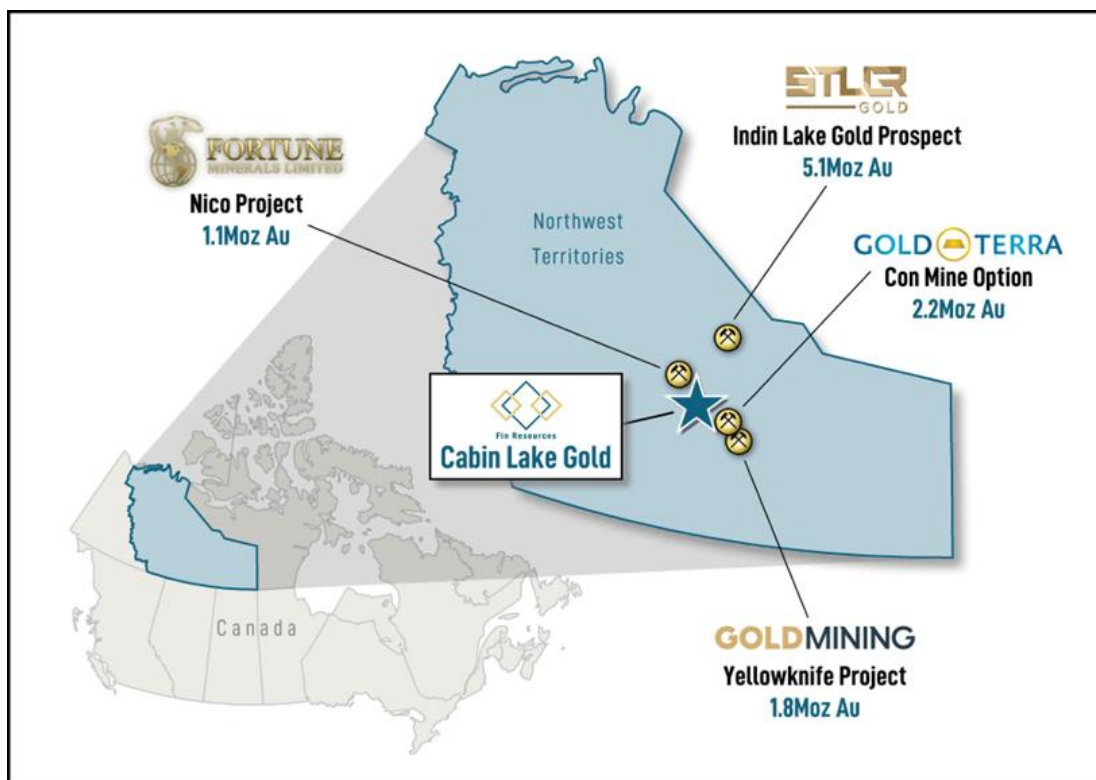 STLLR
GOLD
Indin Lake Gold Prospect
5.1Moz Au
FORTUNE
MINERALS LIMITED
Nico Project
1.1Moz Au
Northwest
Territories
GOLD TERRA
Con Mine Option
2.2Moz Au
Fin Resources
Cabin Lake Gold
Canada
GOLDMINING
Yellowknife Project
1.8Moz Au